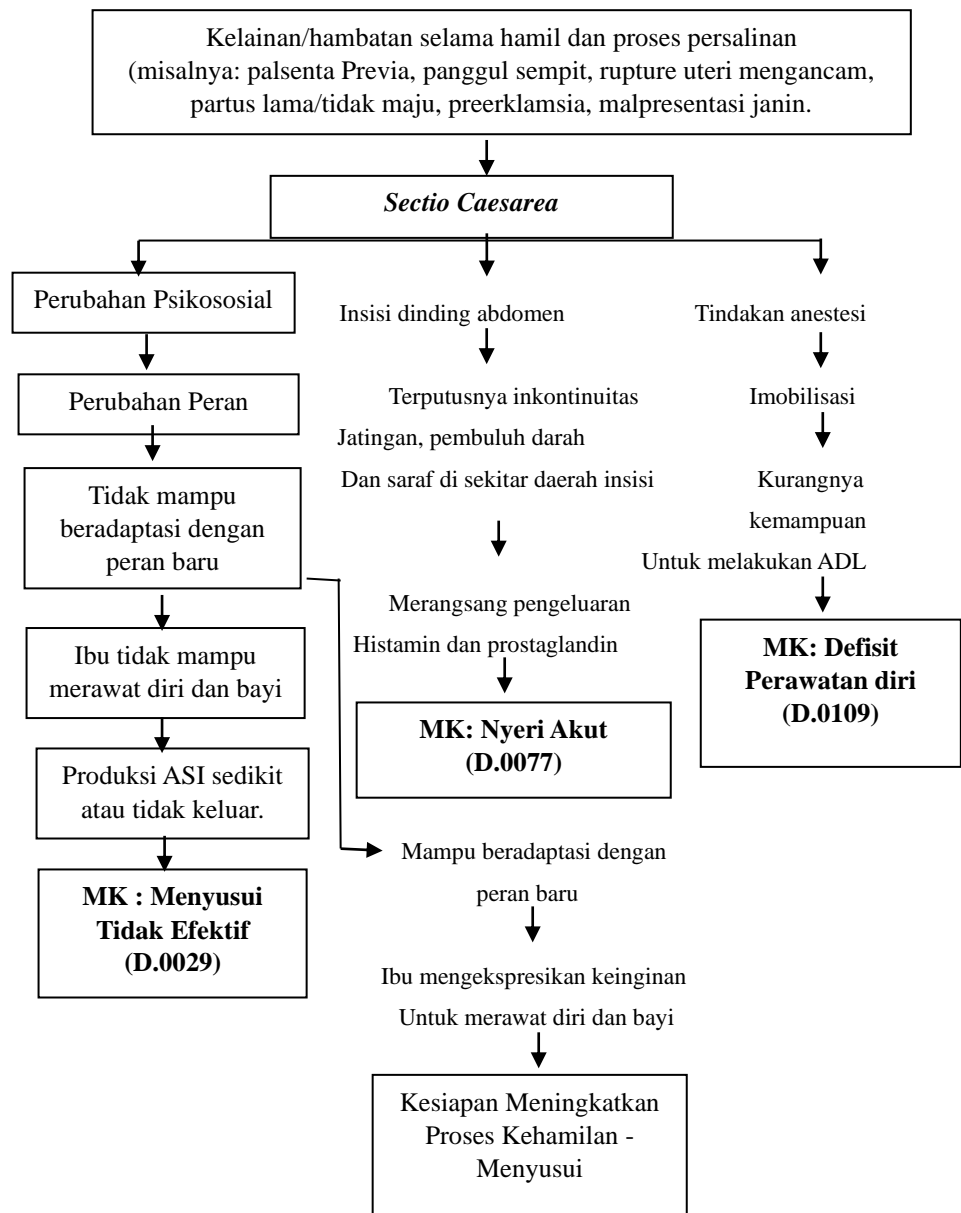 Kelainan/hambatan selama hamil dan proses persalinan
(misalnya: palsenta Previa, panggul sempit, rupture uteri mengancam,
partus lama/tidak maju, preerklamsia, malpresentasi janin.
Sectio Caesarea
Perubahan Psikososial
Perubahan Peran
Tidak mampu
beradaptasi dengan
peran baru
Ibu tidak mampu
merawat diri dan bayi
Produksi ASI sedikit
atau tidak keluar.
MK : Menyusui
Tidak Efektif
(D.0029)
Insisi dinding abdomen
Terputusnya inkontinuitas
Jatingan, pembuluh darah
Dan saraf di sekitar daerah insisi
Merangsang pengeluaran
Histamin dan prostaglandin
MK: Nyeri Akut
(D.0077)
Mampu beradaptasi dengan
peran baru
Ibu mengekspresikan keinginan
Untuk merawat diri dan bayi
Kesiapan Meningkatkan
Proses Kehamilan -
Menyusui
Tindakan anestesi
Imobilisasi
Kurangnya
kemampuan
Untuk melakukan ADL
MK: Defisit
Perawatan diri
(D.0109)